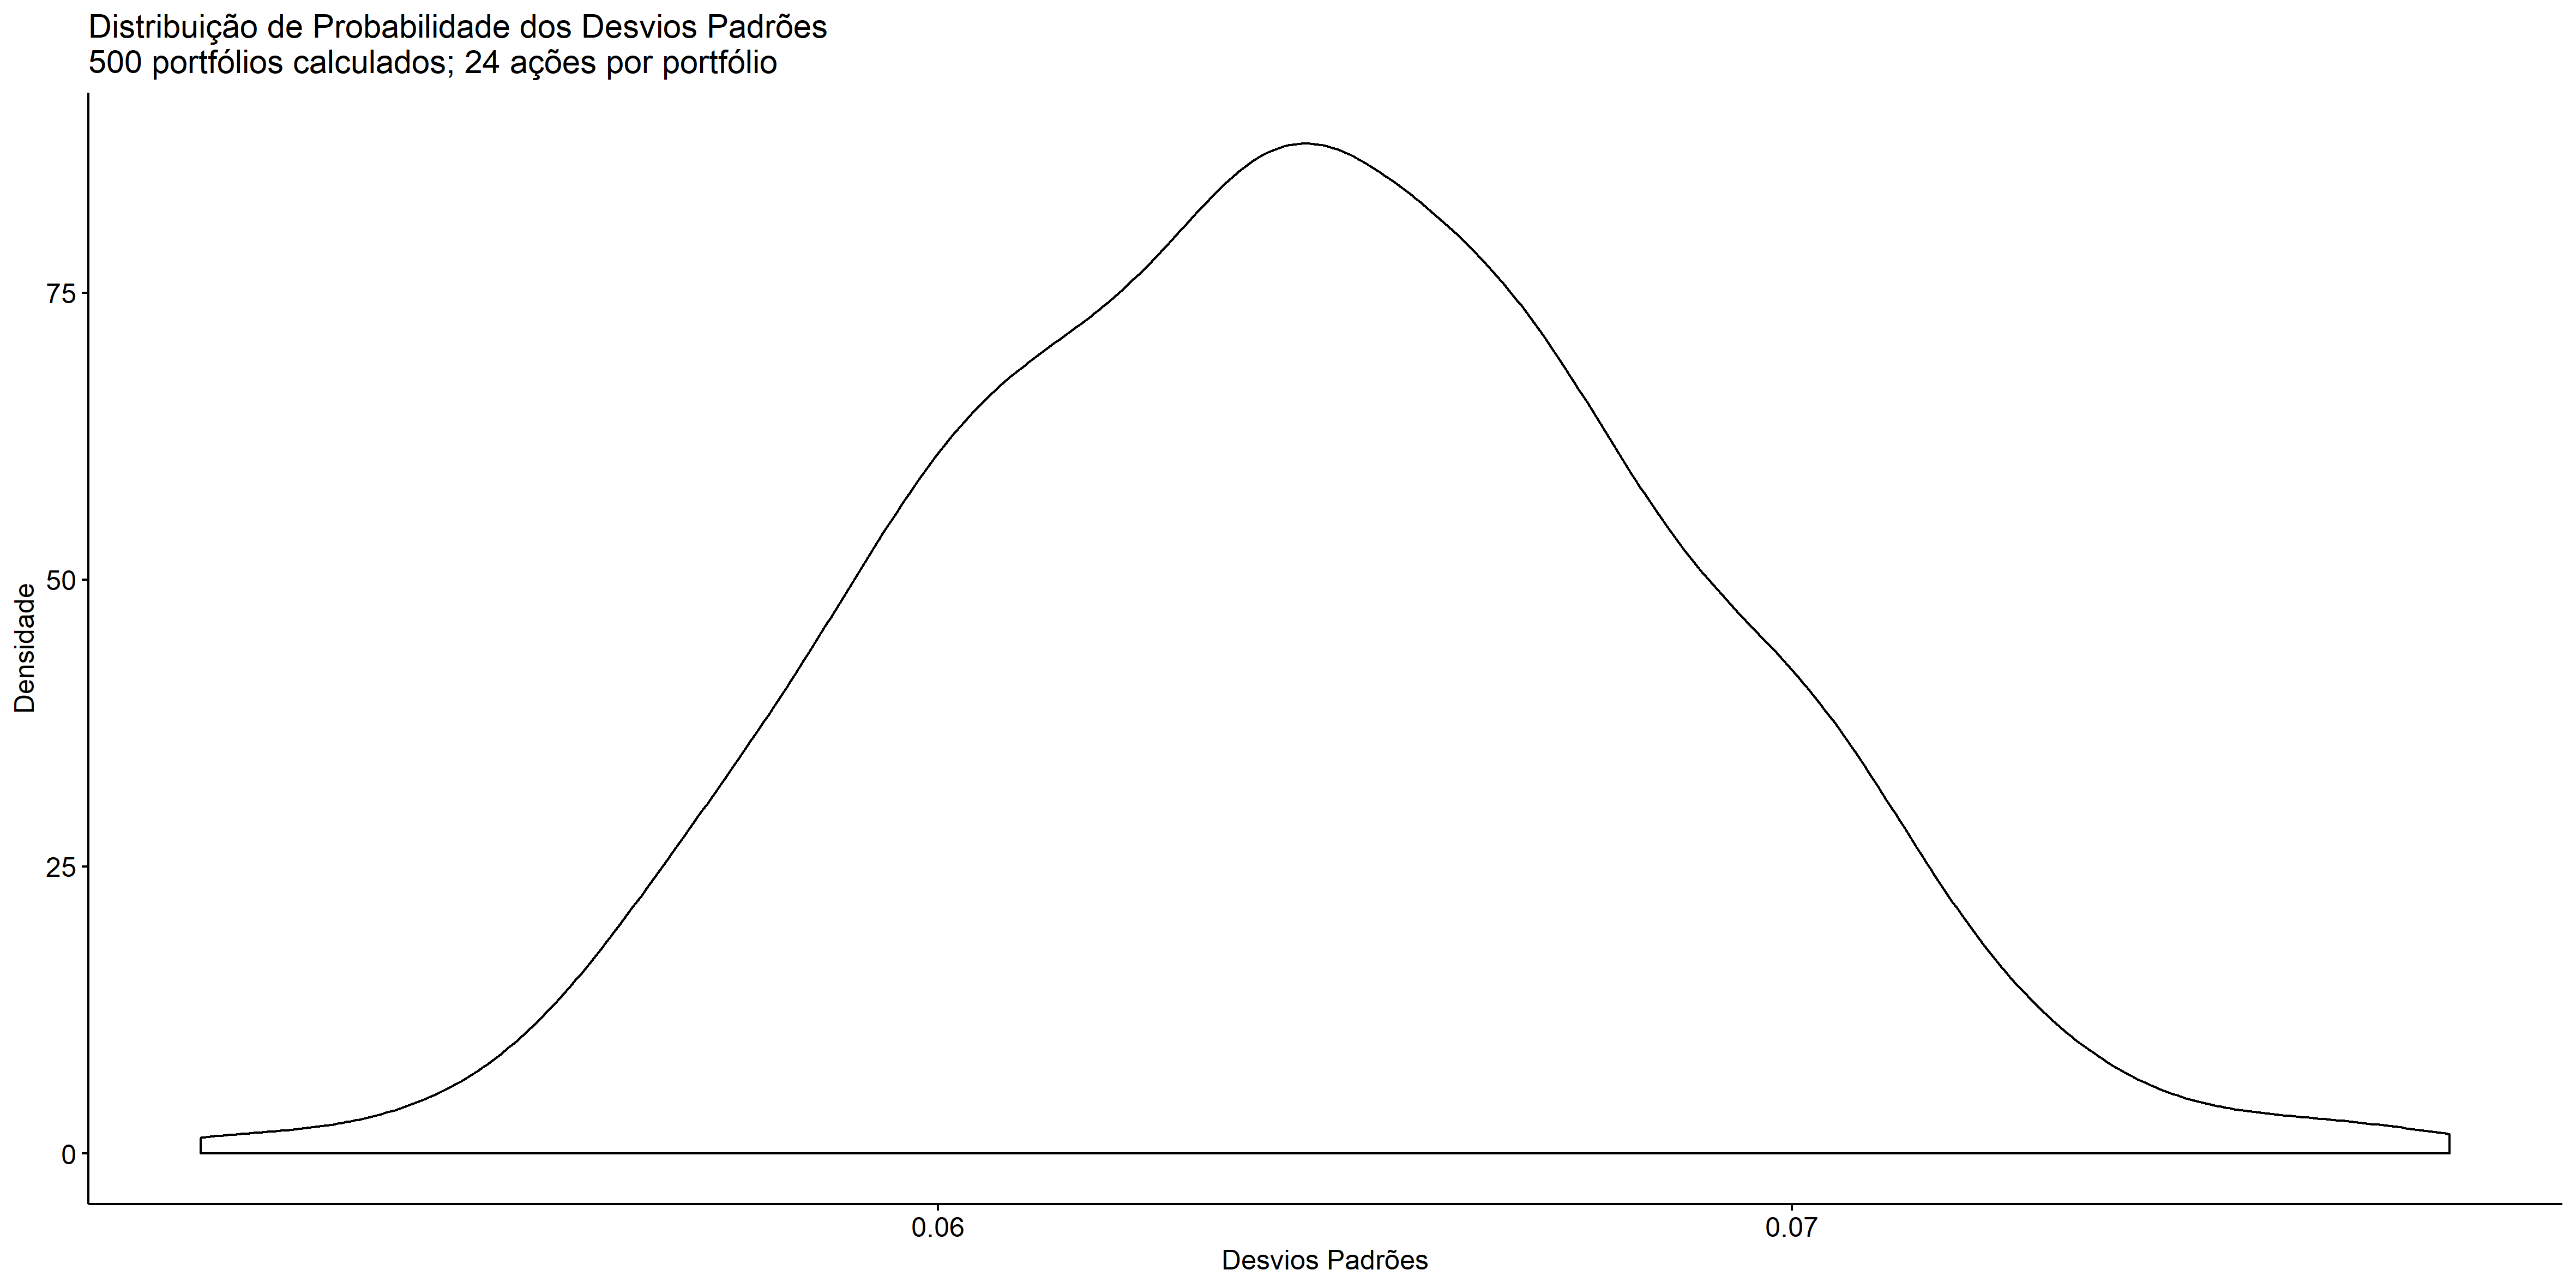 Distribuição de Probabilidade dos Desvios Padrões
500 portfólios calculados; 24 ações por portfólio
75
50
25
0
Densidade
0.06
0.07
Desvios Padrões